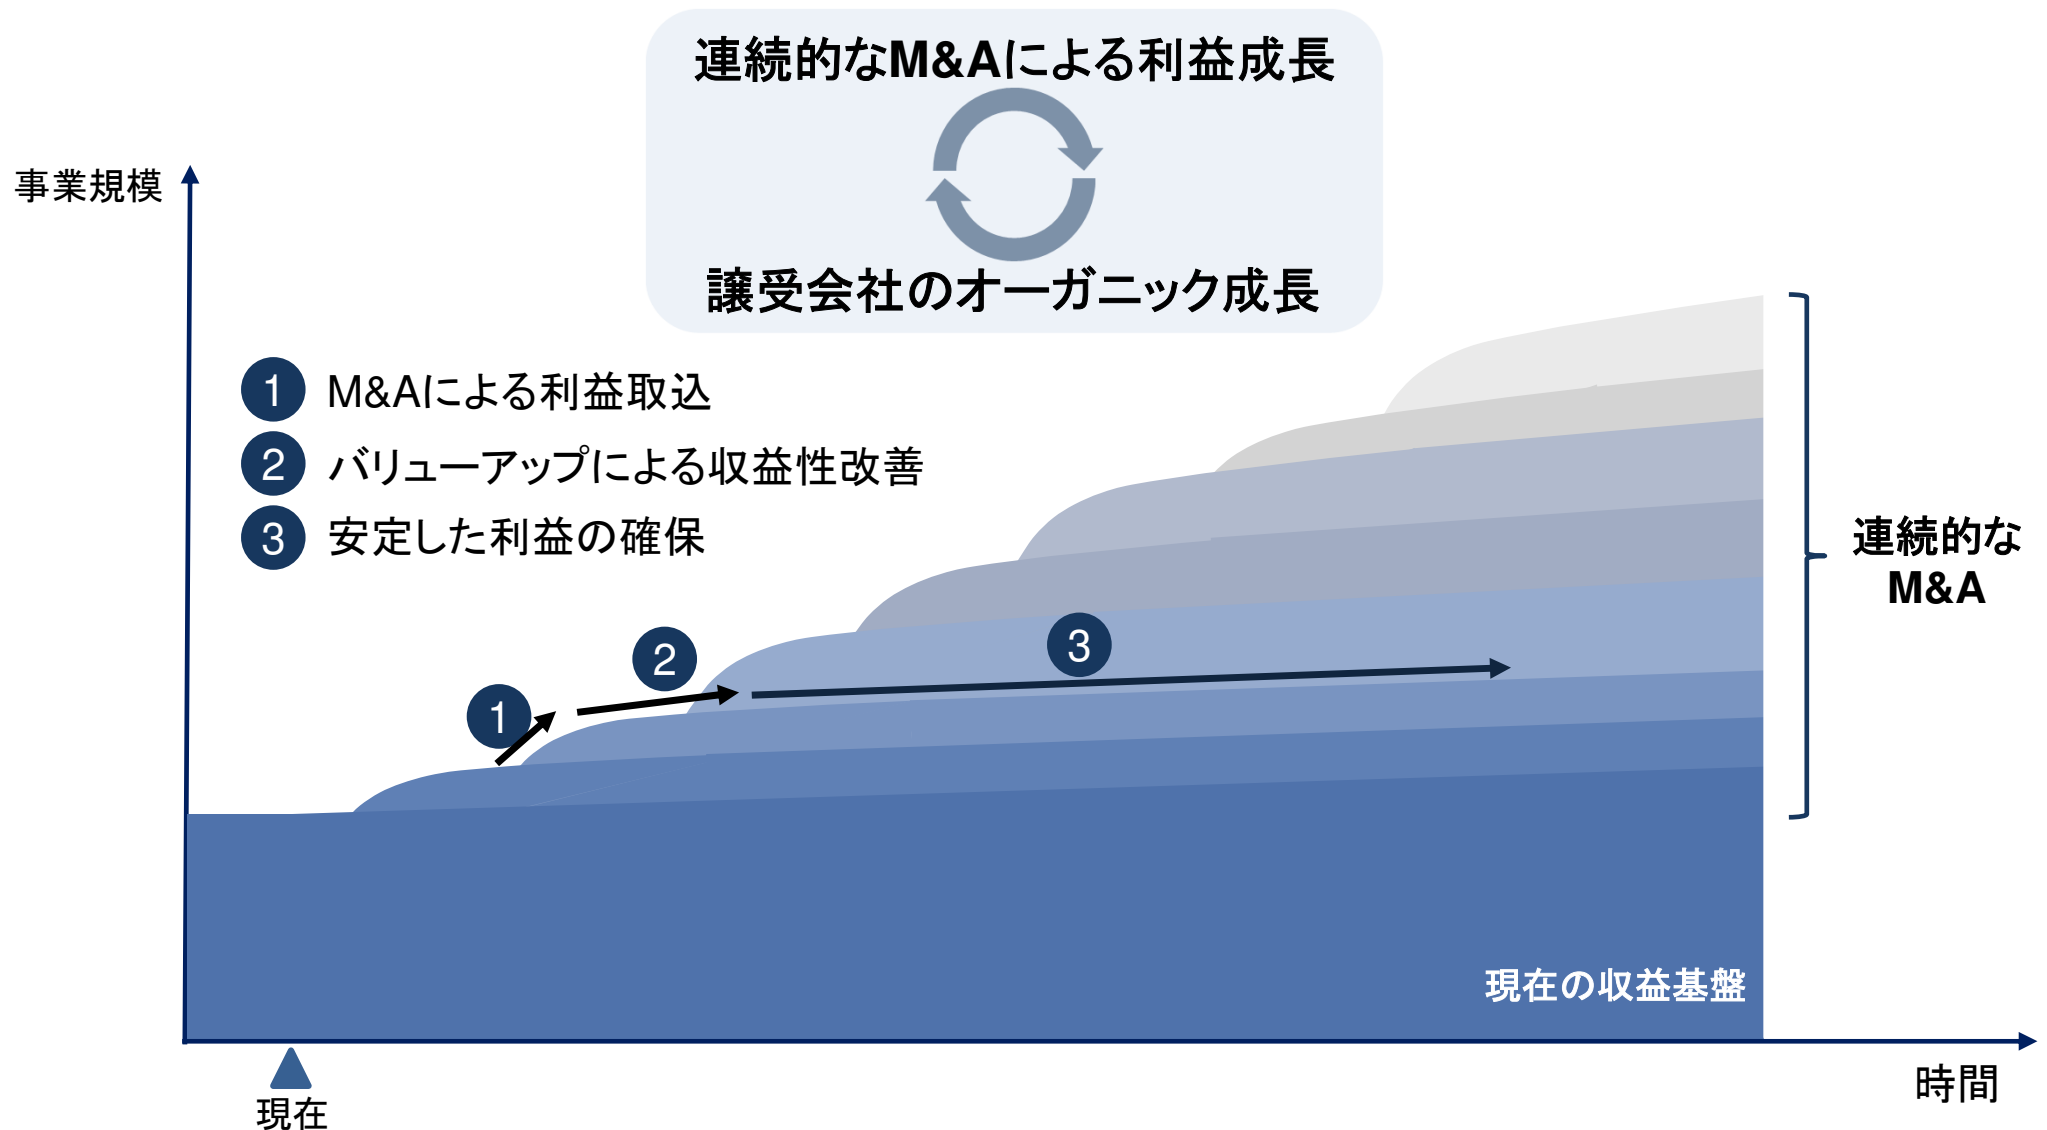 連続的なM&Aによる利益成長
譲受会社のオーガニック成長
事業規模
1 M&Aによる利益取込
2 バリューアップによる収益性改善
3 安定した利益の確保
1
2
3
連続的な
M&A
現在の収益基盤
時間
現在